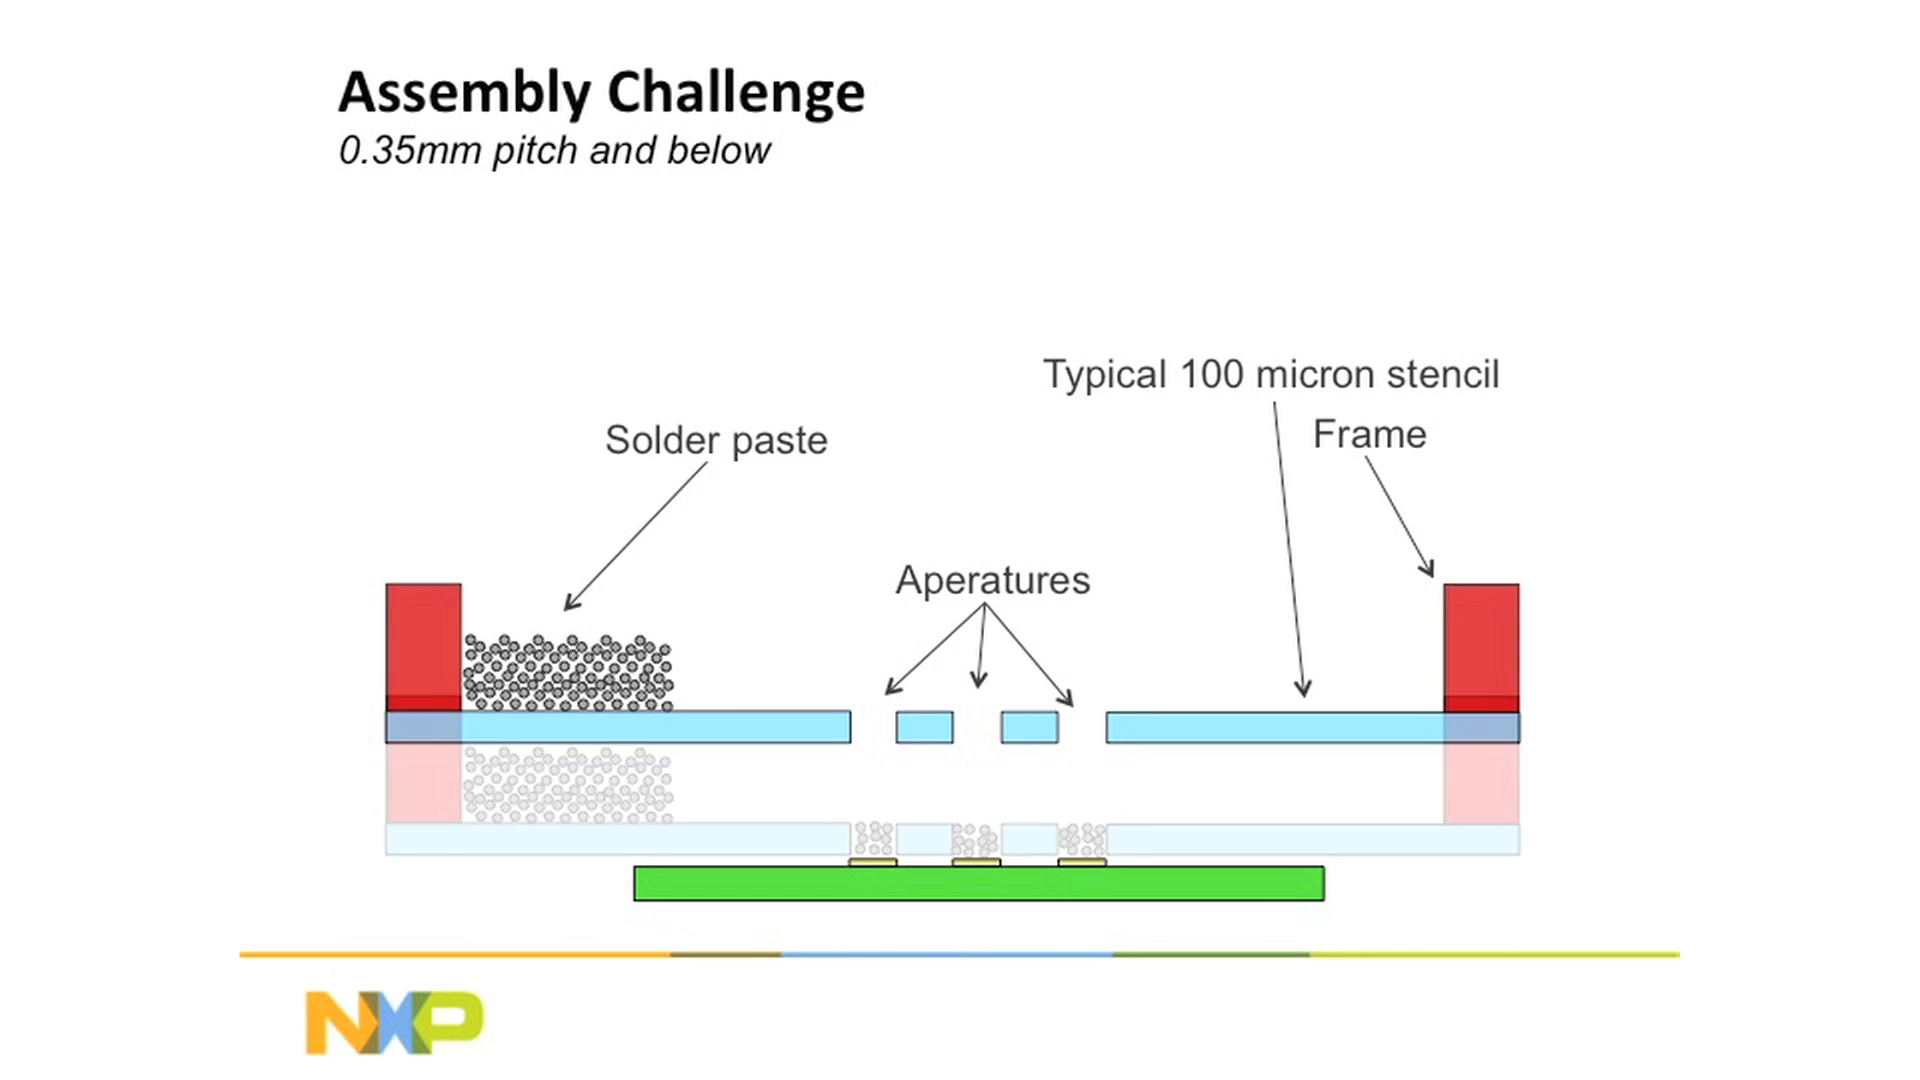 Assembly Challenge
0.35mm pitch and below
Typical 100 micron stencil
Solder paste
Frame
Aperatures
NXP